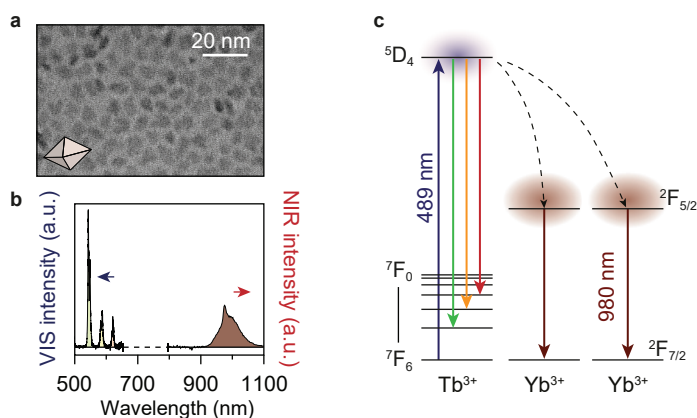 a
20 nm
b
VIS intensity (a.u.)
NIR intensity (a.u.)
500 700 900 1100
Wavelength (nm)
c
⁵D₄
489 nm
⁷F₀
⁷F₆
Tb³⁺
Yb³⁺
Yb³⁺
980 nm
²F₅/₂
²F₇/₂